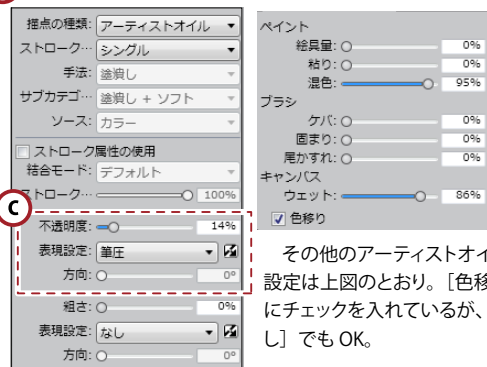 描点の種類: アーティストオイル
ストローク… シングル
手法: 塗潰し
サブカテゴ… 塗潰し + ソフト
ソース: カラー
ストローク属性の使用
結合モード: デフォルト
ストローク… 100%
C
不透明度: 14%
表現設定: 筆圧
方向: 0°
粗さ: 0%
表現設定: なし
方向: 0°
ペイント
絵具量: 0%
粘り: 0%
混色: 95%
ブラシ
ケバ: 0%
固まり: 0%
尾かすれ: 0%
キャンバス
ウェット: 86%
色移り
その他のアーティストオイ
設定は上図のとおり。[色移
にチェックを入れているが、
し］でも OK。